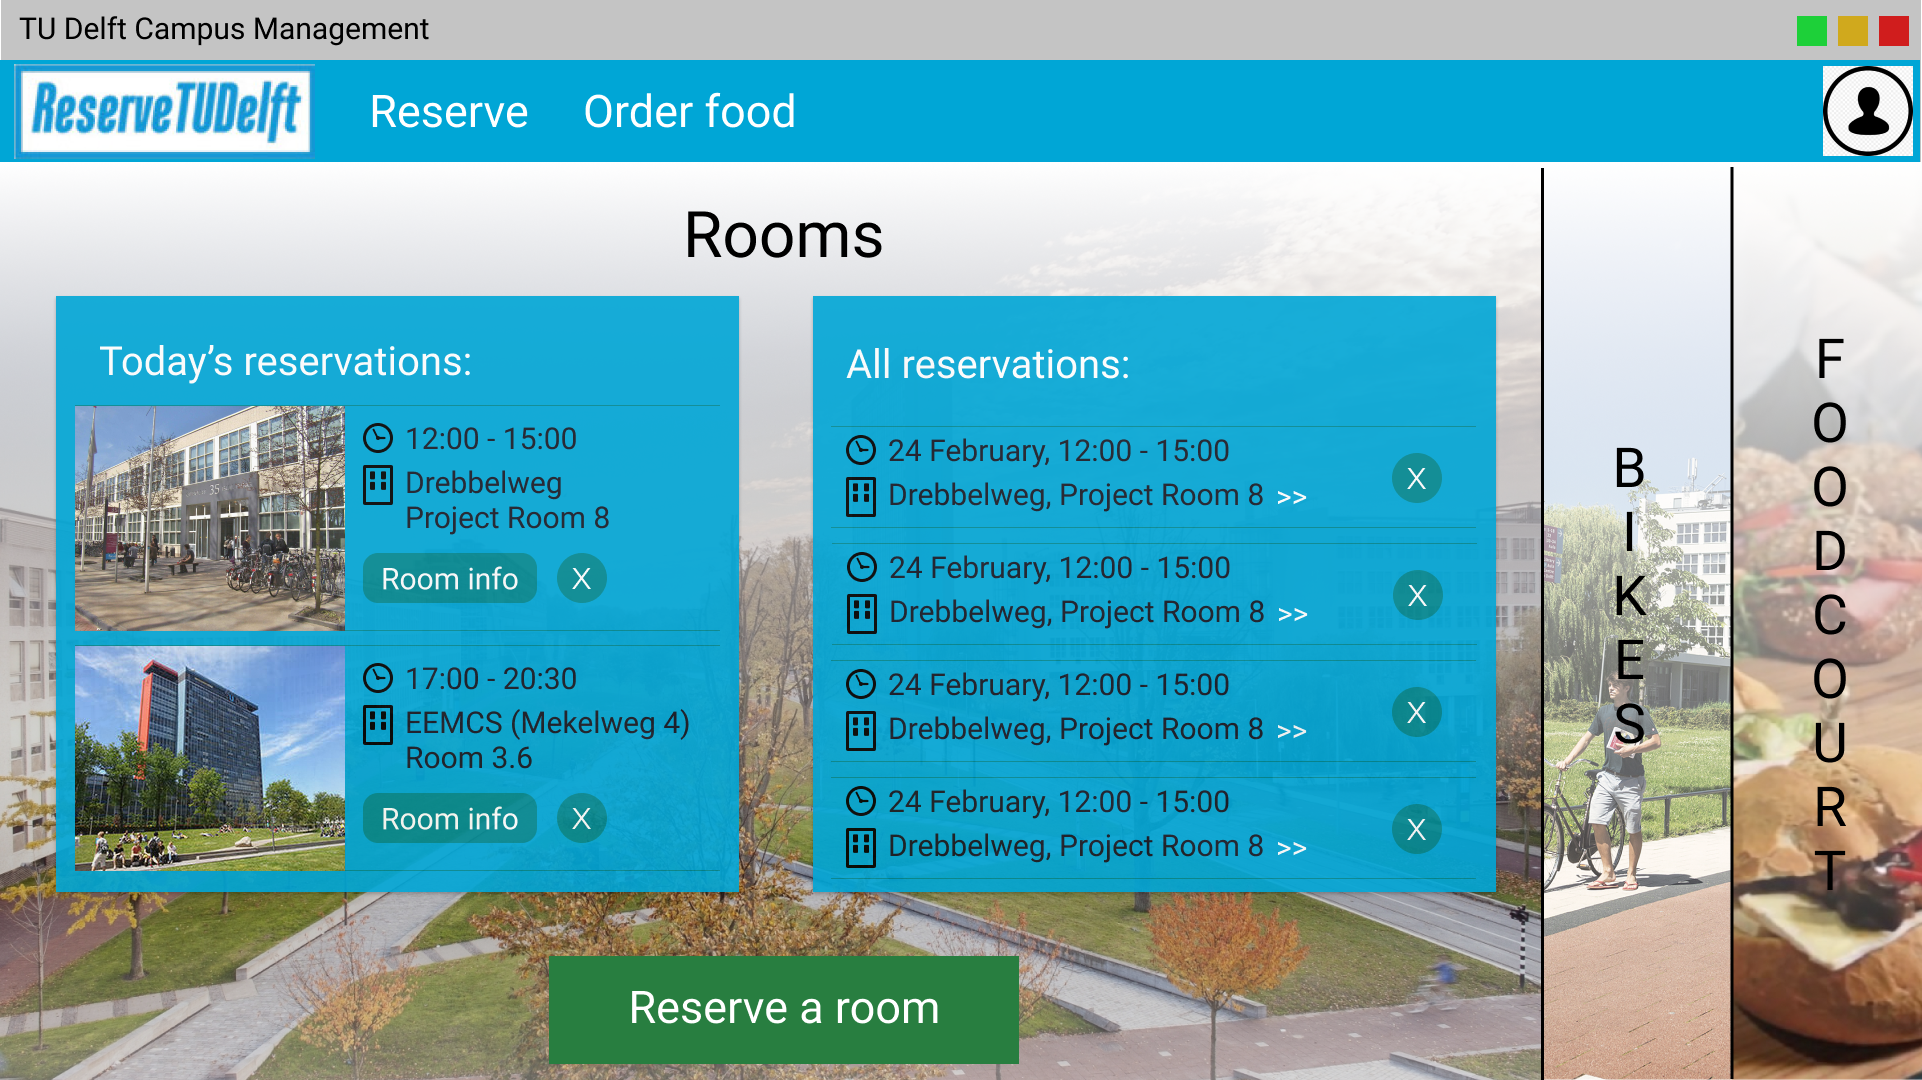 TU Delft Campus Management
ReserveTUDelft
Reserve
Order food
Rooms
Today’s reservations:
35
12:00 - 15:00
Drebbelweg
Project Room 8
Room info
X
17:00 - 20:30
EEMCS (Mekelweg 4)
Room 3.6
Room info
X
All reservations:
24 February, 12:00 - 15:00
Drebbelweg, Project Room 8 >>
X
24 February, 12:00 - 15:00
Drebbelweg, Project Room 8 >>
X
24 February, 12:00 - 15:00
Drebbelweg, Project Room 8 >>
X
24 February, 12:00 - 15:00
Drebbelweg, Project Room 8 >>
X
Reserve a room
BIKES
FOODCOURT